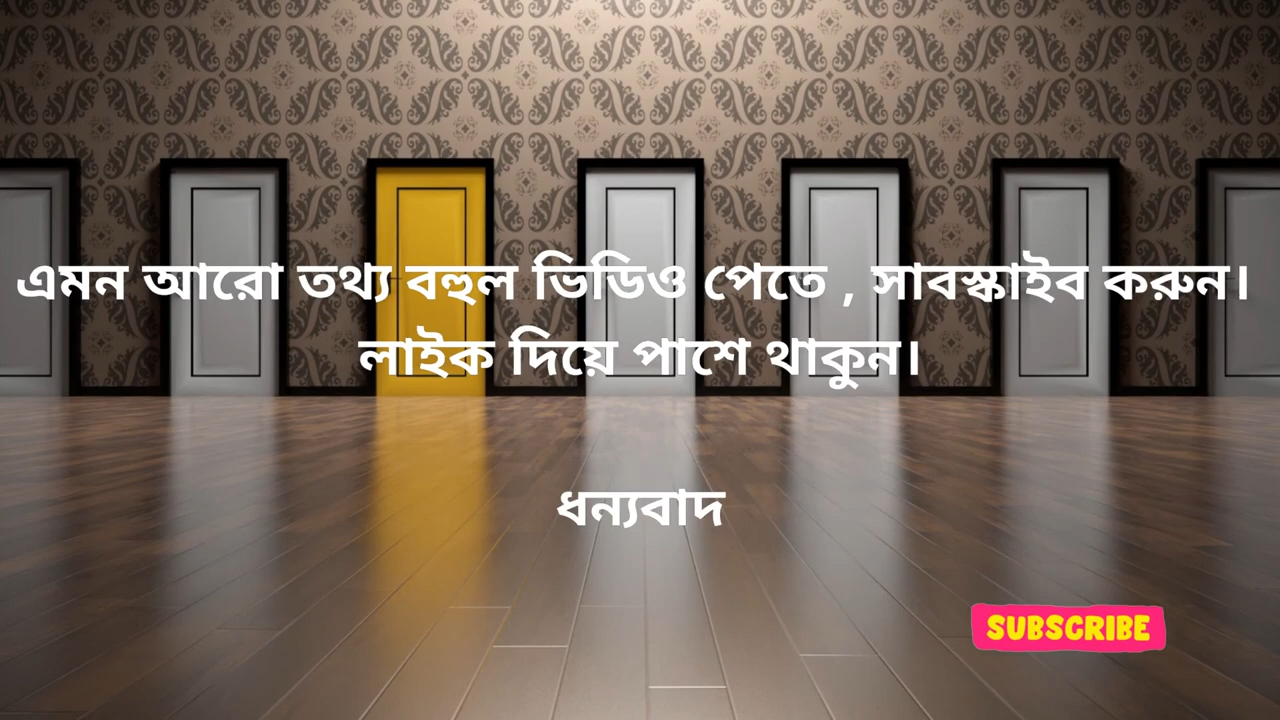 এমন আরো তথ্য বহুল ভিডিও পেতে , সাবস্কাইব করুন।
লাইক দিয়ে পাশে থাকুন।
ধন্যবাদ
SUBSCRIBE